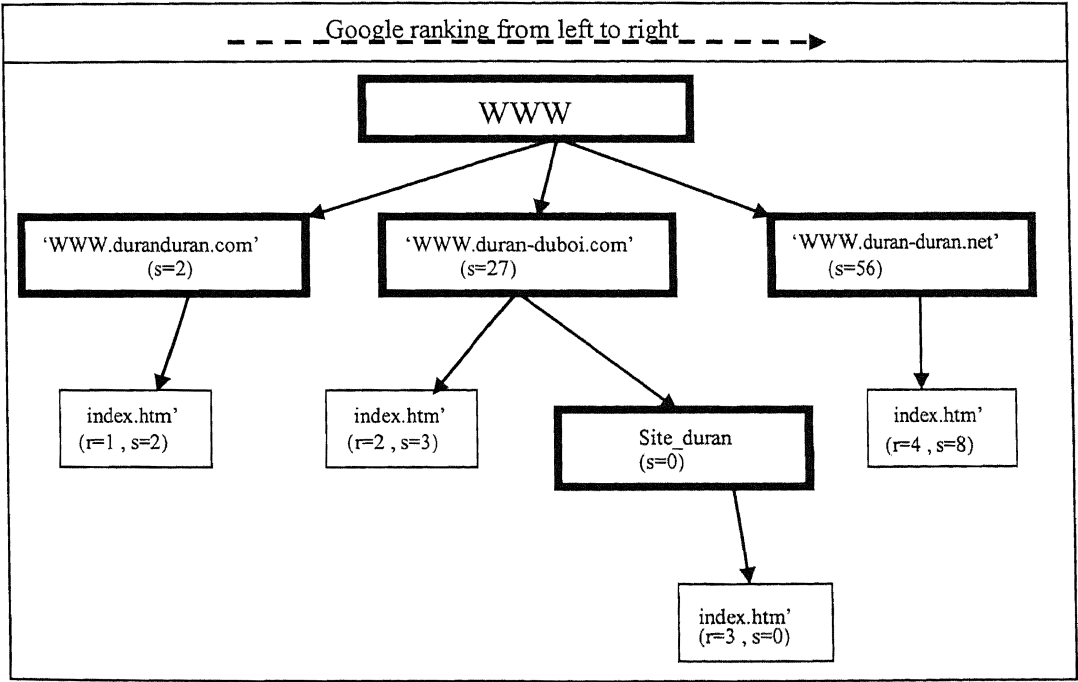 Google ranking from left to right
WWW
‘WWW.duranduran.com’
(s=2)
‘WWW.duran-duboi.com’
(s=27)
‘WWW.duran-duran.net’
(s=56)
index.htm’
(r=1 , s=2)
index.htm’
(r=2 , s=3)
Site_duran
(s=0)
index.htm’
(r=4 , s=8)
index.htm’
(r=3 , s=0)